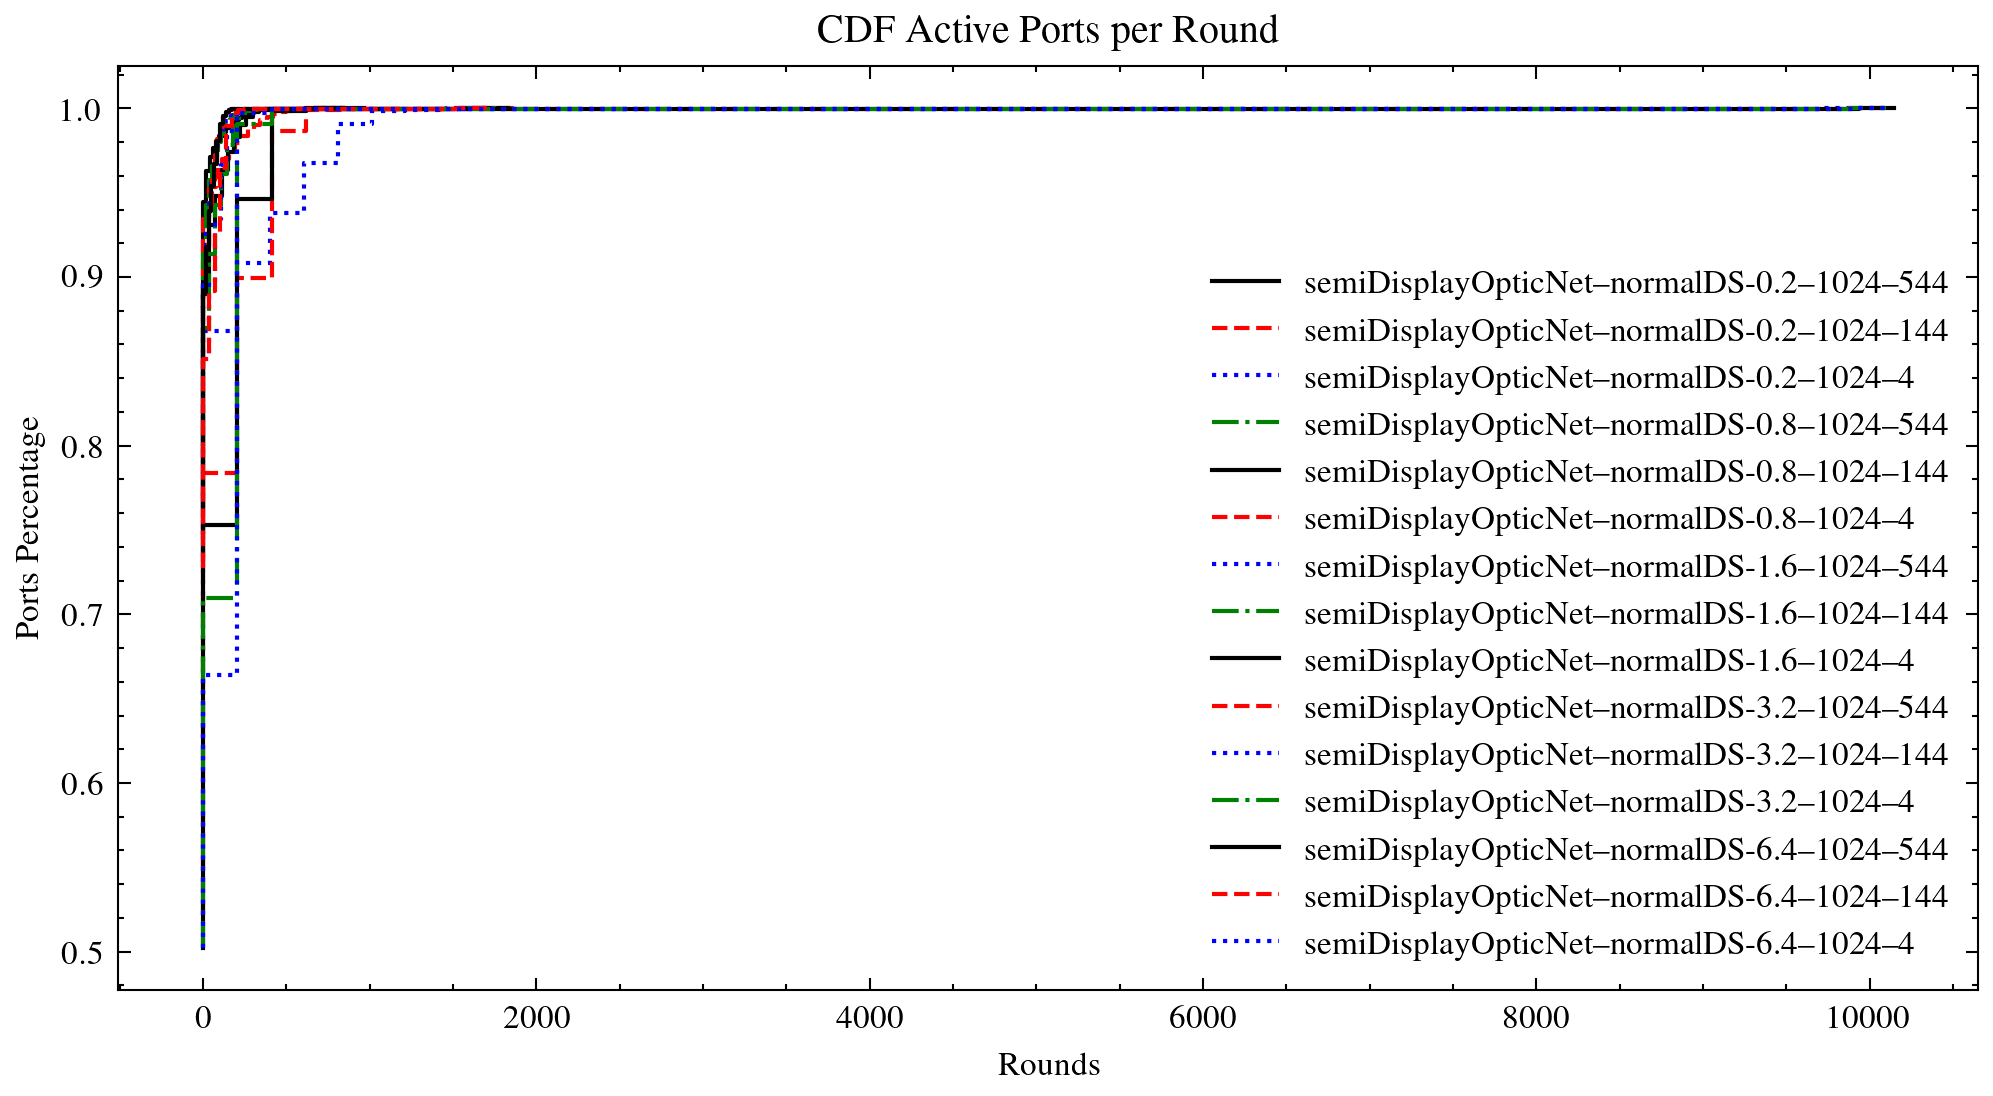 CDF Active Ports per Round
Ports Percentage
1.0
0.9
0.8
0.7
0.6
0.5
semiDisplayOpticNet–normalDS-0.2–1024–544
semiDisplayOpticNet–normalDS-0.2–1024–144
semiDisplayOpticNet–normalDS-0.2–1024–4
semiDisplayOpticNet–normalDS-0.8–1024–544
semiDisplayOpticNet–normalDS-0.8–1024–144
semiDisplayOpticNet–normalDS-0.8–1024–4
semiDisplayOpticNet–normalDS-1.6–1024–544
semiDisplayOpticNet–normalDS-1.6–1024–144
semiDisplayOpticNet–normalDS-1.6–1024–4
semiDisplayOpticNet–normalDS-3.2–1024–544
semiDisplayOpticNet–normalDS-3.2–1024–144
semiDisplayOpticNet–normalDS-3.2–1024–4
semiDisplayOpticNet–normalDS-6.4–1024–544
semiDisplayOpticNet–normalDS-6.4–1024–144
semiDisplayOpticNet–normalDS-6.4–1024–4
0 2000 4000 6000 8000 10000
Rounds